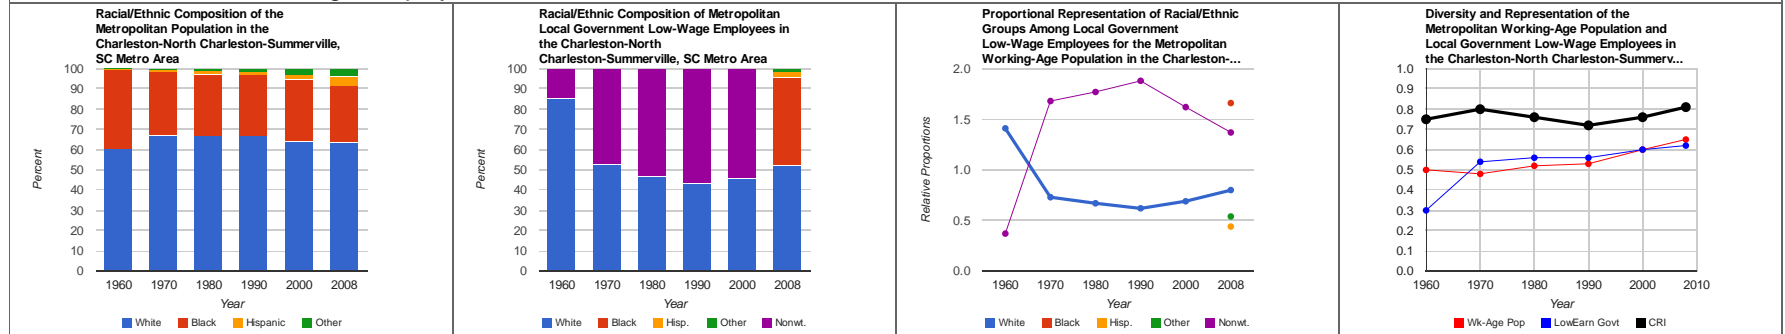 Racial/Ethnic Composition of the
Metropolitan Population in the
Charleston-North Charleston-Summerville,
SC Metro Area
100
90
80
70
60
50
40
30
20
10
0
Percent
1960 1970 1980 1990 2000 2008
Year
White Black Hispanic Other
Racial/Ethnic Composition of Metropolitan
Local Government Low-Wage Employees in
the Charleston-North
Charleston-Summerville, SC Metro Area
100
90
80
70
60
50
40
30
20
10
0
Percent
1960 1970 1980 1990 2000 2008
Year
White Black Hisp. Other Nonwt.
Proportional Representation of Racial/Ethnic
Groups Among Local Government
Low-Wage Employees for the Metropolitan
Working-Age Population in the Charleston-...
2.0
1.5
1.0
0.5
0.0
Relative Proportions
1960 1970 1980 1990 2000 2008
Year
White Black Hisp. Other Nonwt.
Diversity and Representation of the
Metropolitan Working-Age Population and
Local Government Low-Wage Employees in
the Charleston-North Charleston-Summerv...
1.0
0.9
0.8
0.7
0.6
0.5
0.4
0.3
0.2
0.1
0.0
1960 1970 1980 1990 2000 2010
Year
Wk-Age Pop LowEarn Govt CRI